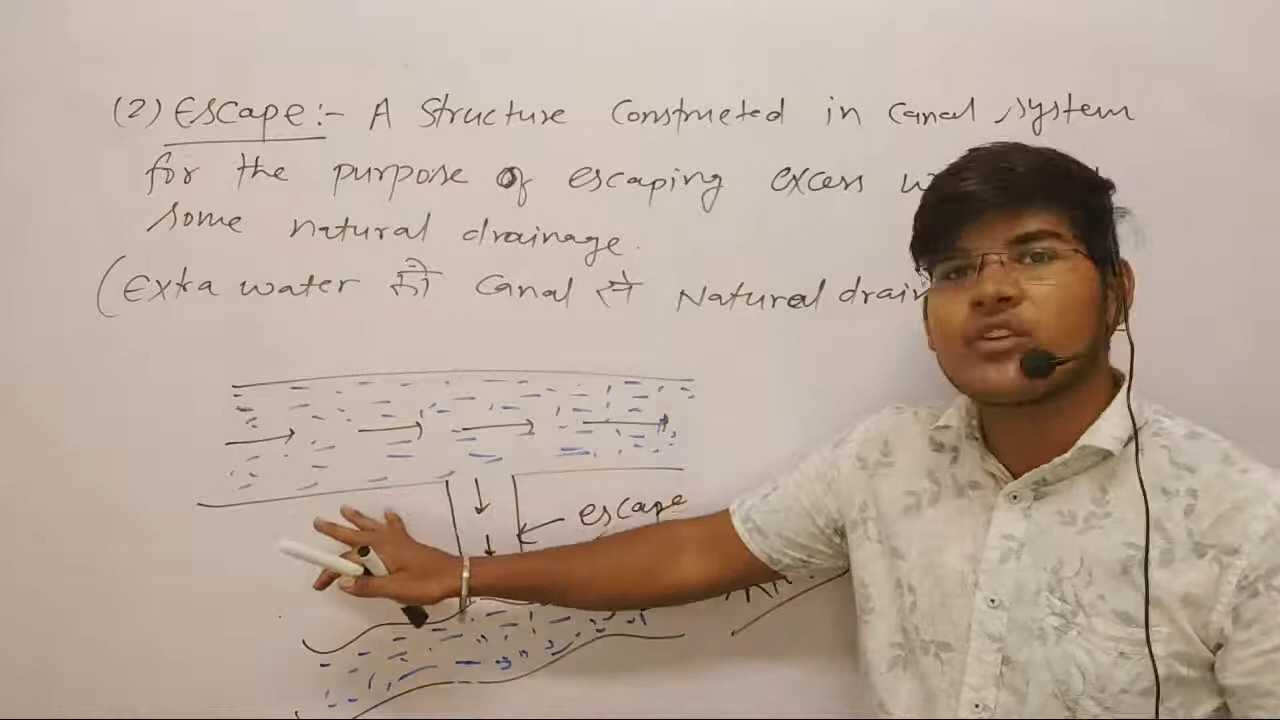 (2) Escape:- A Structure Constructed in Canal system
for the purpose of escaping excess
some natural drainage.
(Extra water को Canal से Natural drain
escape